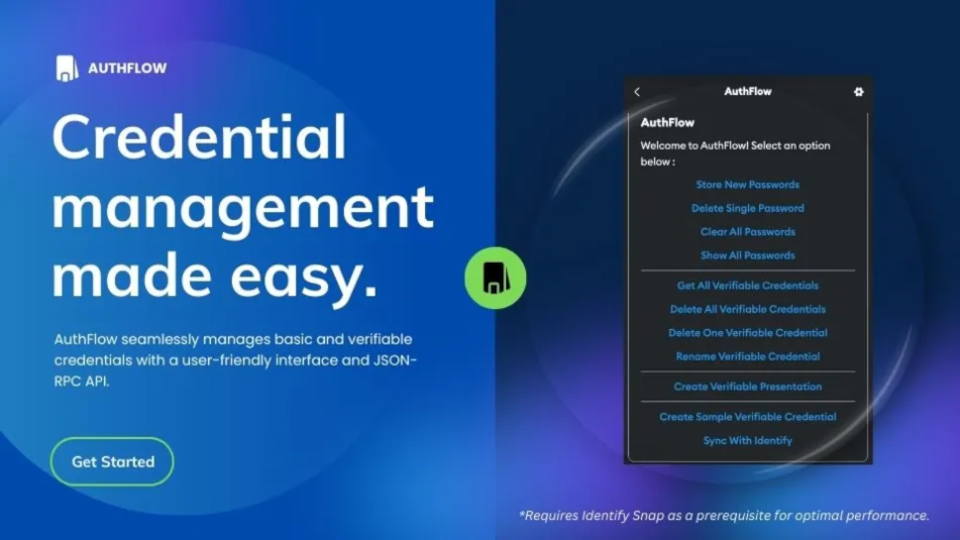 AUTHFLOW
Credential
management
made easy.
AuthFlow seamlessly manages basic and verifiable
credentials with a user-friendly interface and JSON-
RPC API.
Get Started
AuthFlow
AuthFlow
Welcome to AuthFlow! Select an option
below :
Store New Passwords
Delete Single Password
Clear All Passwords
Show All Passwords
Get All Verifiable Credentials
Delete All Verifiable Credentials
Delete One Verifiable Credential
Rename Verifiable Credential
Create Verifiable Presentation
Create Sample Verifiable Credential
Sync With Identify
*Requires Identify Snap as a prerequisite for optimal performance.